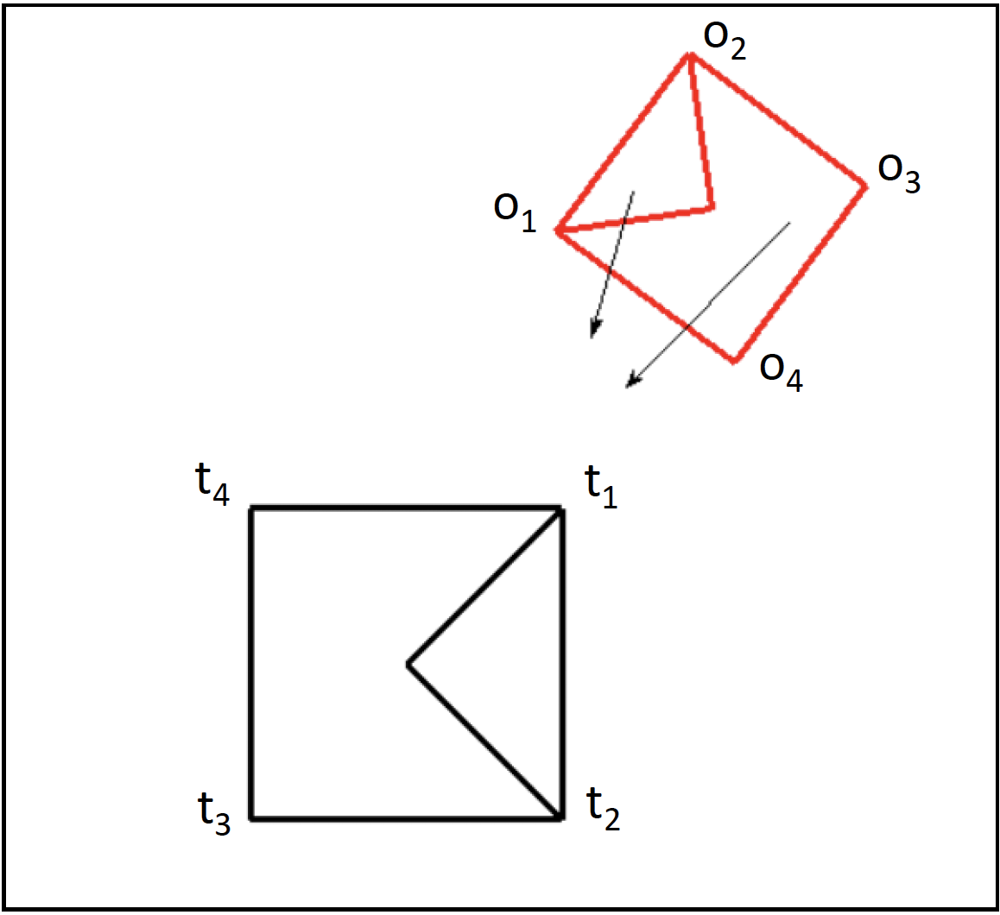 o₂
o₃
o₁
o₄
t₄
t₁
t₃
t₂